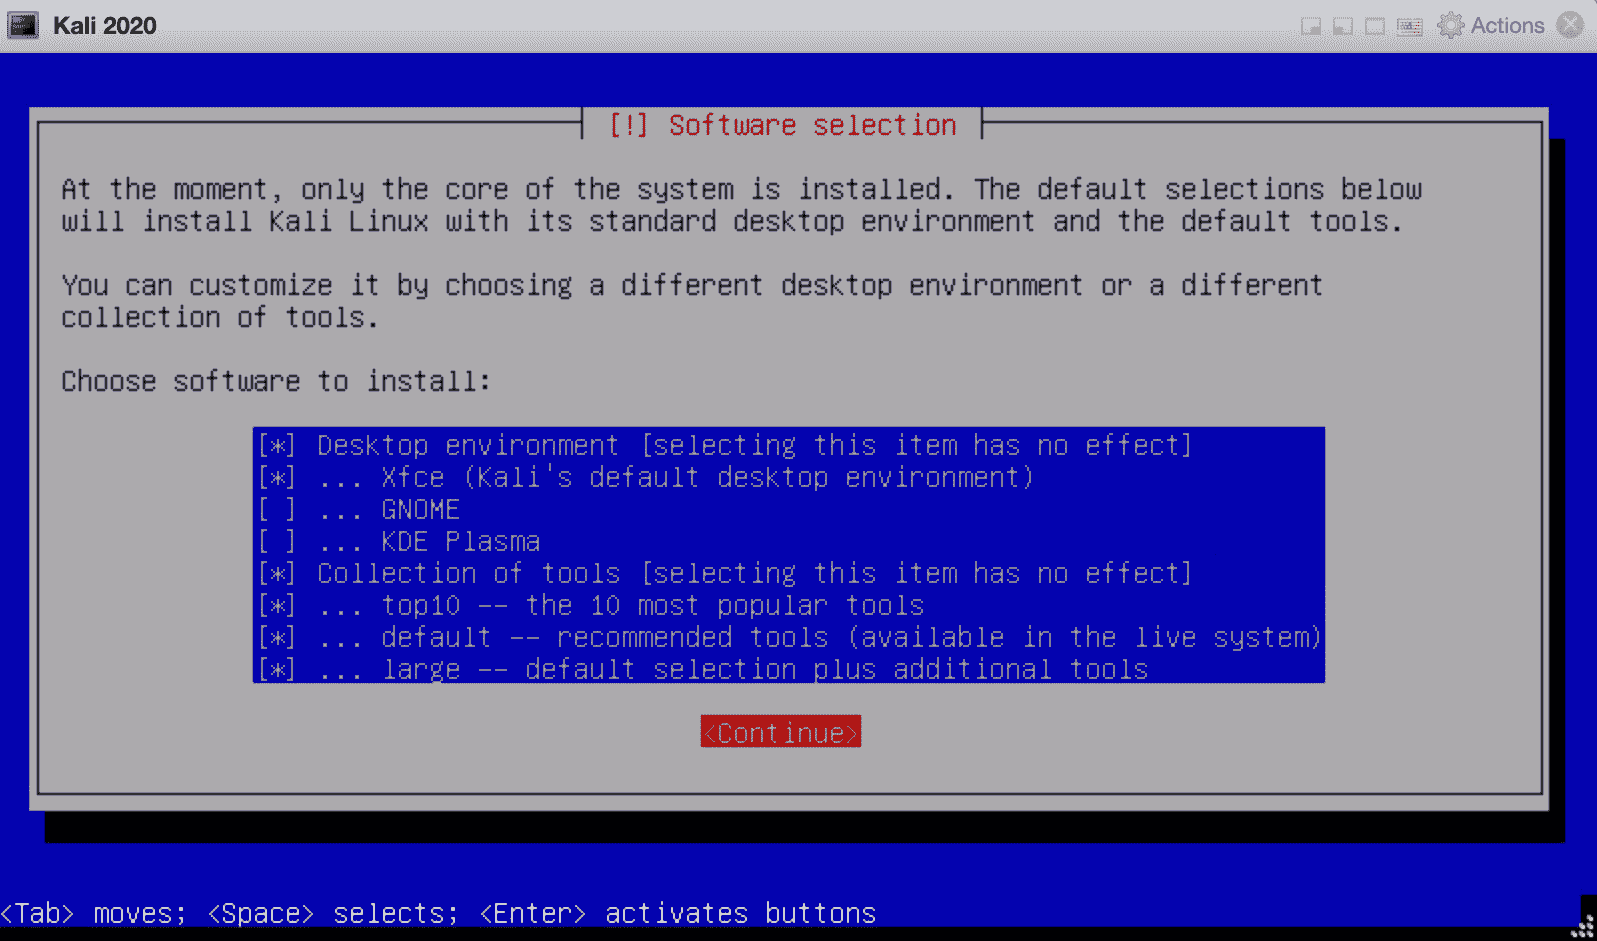 Kali 2020
Actions
[!] Software selection
At the moment, only the core of the system is installed. The default selections below
will install Kali Linux with its standard desktop environment and the default tools.
You can customize it by choosing a different desktop environment or a different
collection of tools.
Choose software to install:
[*] Desktop environment [selecting this item has no effect]
[*] ... Xfce (Kali's default desktop environment)
[ ] ... GNOME
[ ] ... KDE Plasma
[*] Collection of tools [selecting this item has no effect]
[*] ... top10 -- the 10 most popular tools
[*] ... default -- recommended tools (available in the live system)
[*] ... large -- default selection plus additional tools
<Continue>
<Tab> moves; <Space> selects; <Enter> activates buttons